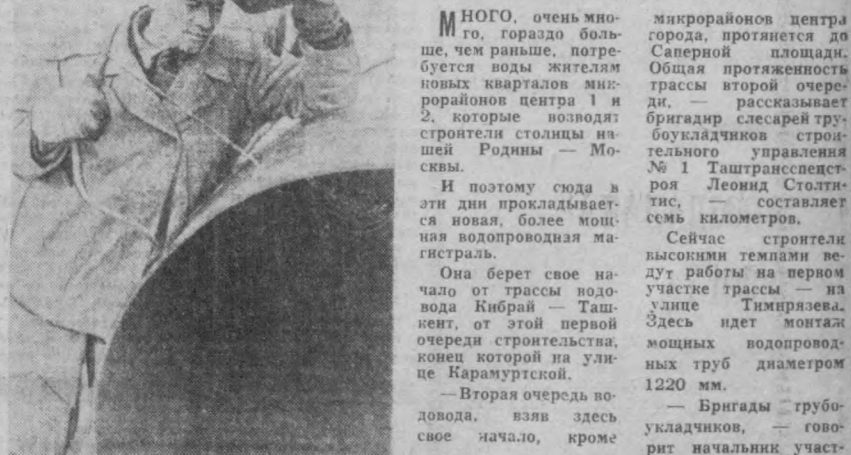 МНОГО, очень мно-
го, гораздо боль-
ше, чем раньше, потре-
буется воды жителям
новых кварталов мик-
рорайонов центра 1 и
2, которые возводят
строители столицы на-
шей Родины — Мо-
сквы.
И поэтому сюда в
эти дни прокладывает-
ся новая, более мощ-
ная водопроводная ма-
гистраль.
Она берет свое на-
чало от трассы водо-
вода Кибрай — Таш-
кент, от этой первой
очереди строительства,
конец которой на ули-
це Карамуртской.
— Вторая очередь во-
довода, взяв здесь
свое начало, кроме
микрорайонов центра
города, протянется до
Саперной площади.
Общая протяженность
трассы второй очере-
ди, — рассказывает
бригадир слесарей тру-
боукладчиков строи-
тельного управления
№ 1 Таштрансспецст-
роя Леонид Столти-
тис, — составляет
семь километров.
Сейчас строители
высокими темпами ве-
дут работы на первом
участке трассы — на
улице Тимирязева.
Здесь идет монтаж
мощных водопровод-
ных труб диаметром
1220 мм.
— Бригады трубо-
укладчиков, — гово-
рит начальник участ-